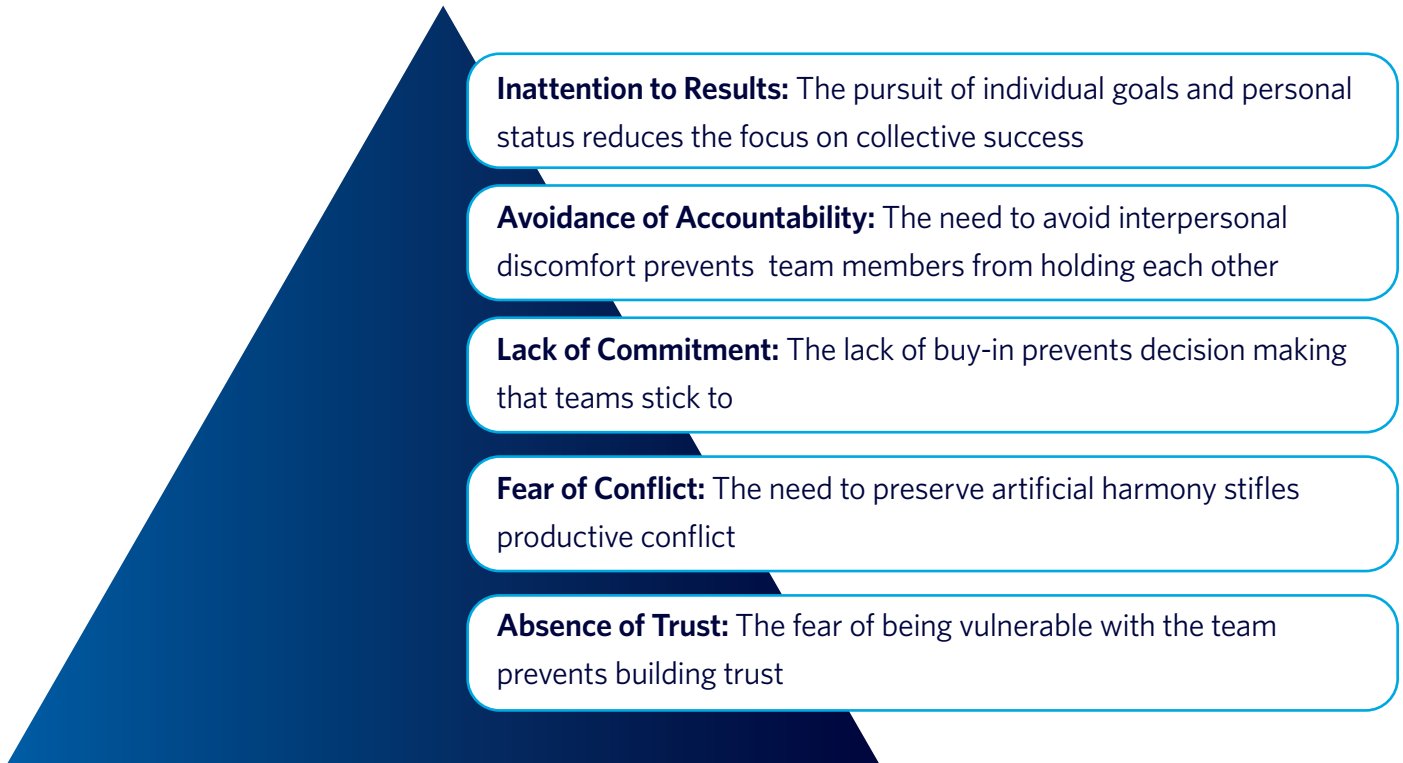 Inattention to Results: The pursuit of individual goals and personal
status reduces the focus on collective success
Avoidance of Accountability: The need to avoid interpersonal
discomfort prevents  team members from holding each other
Lack of Commitment: The lack of buy-in prevents decision making
that teams stick to
Fear of Conflict: The need to preserve artificial harmony stifles
productive conflict
Absence of Trust: The fear of being vulnerable with the team
prevents building trust